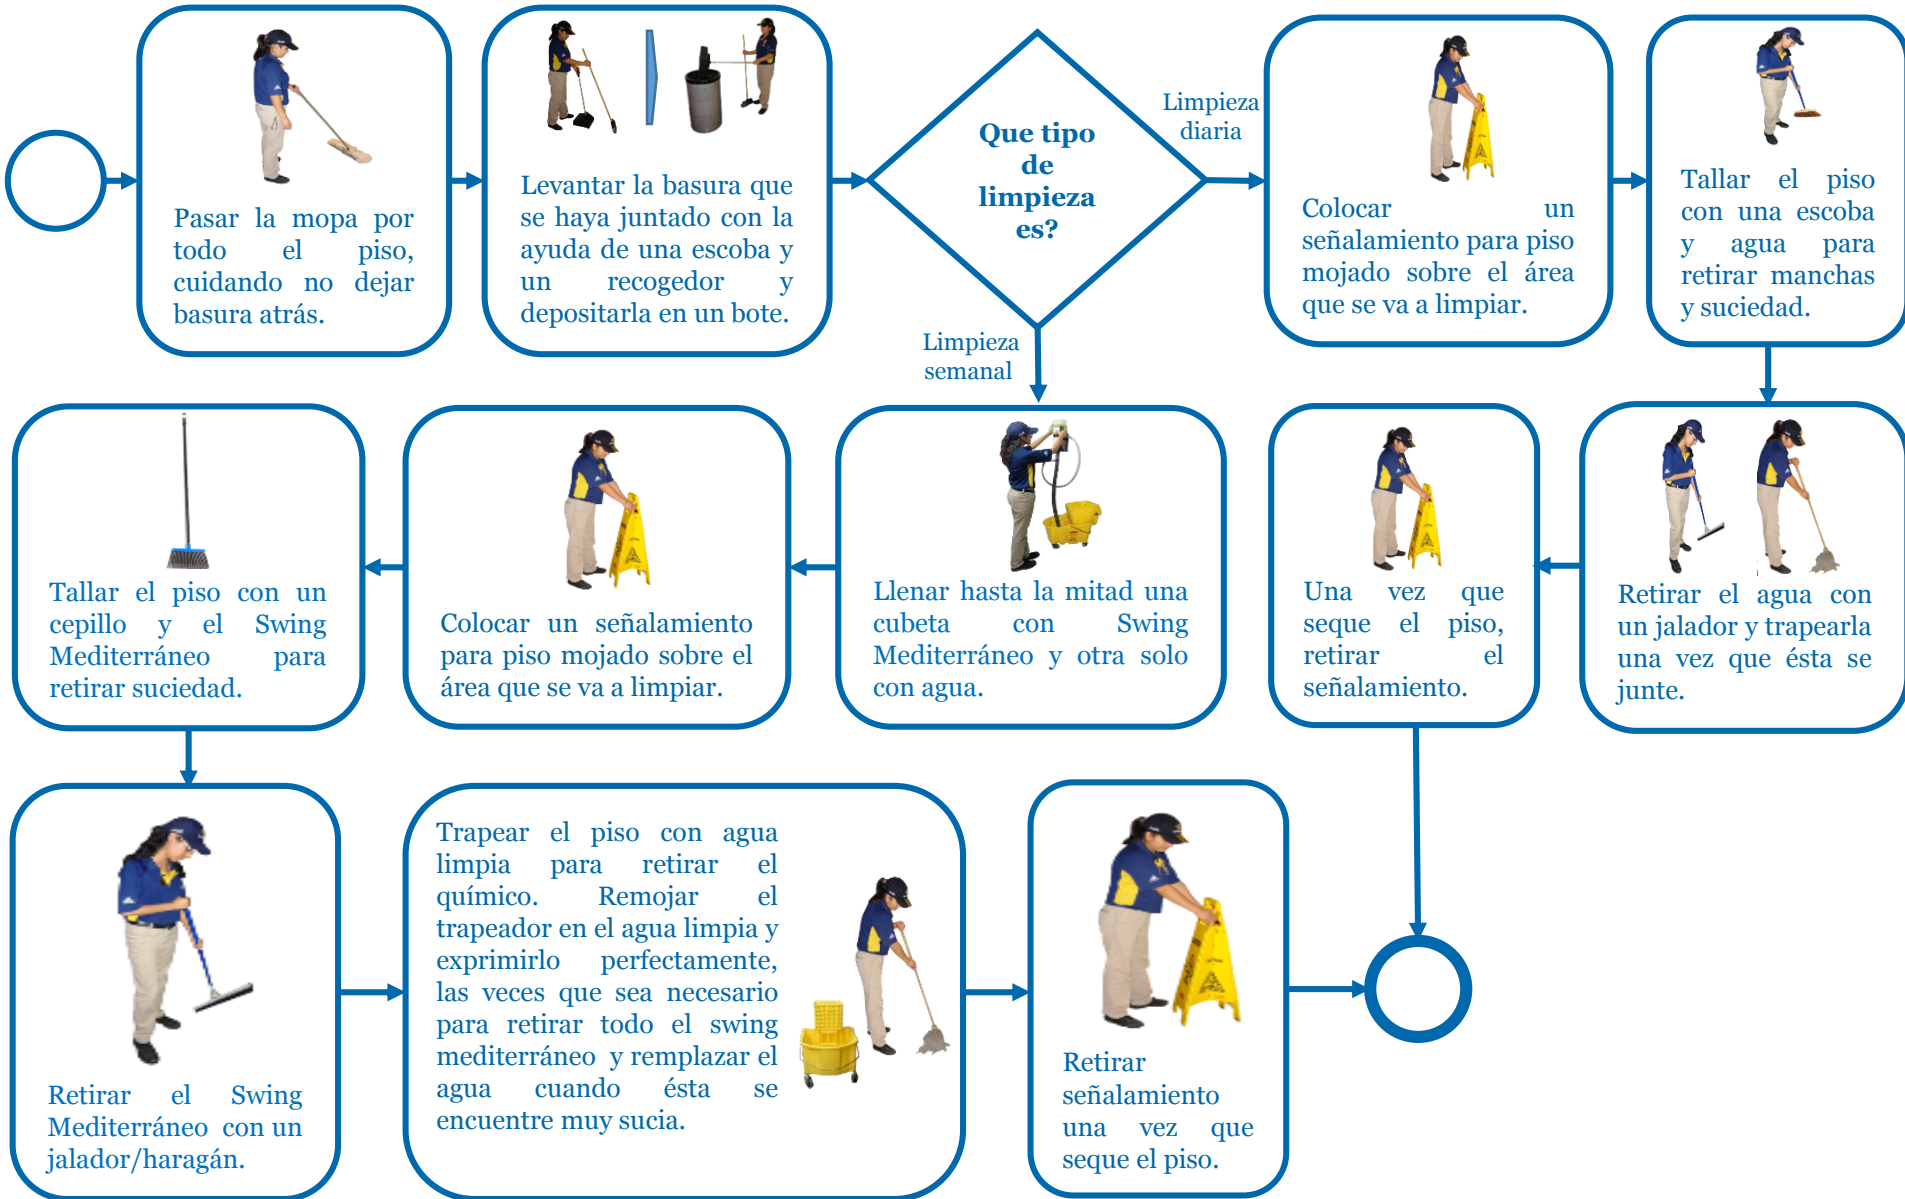 Pasar la mopa por
todo el piso,
cuidando no dejar
basura atrás.
Levantar la basura que
se haya juntado con la
ayuda de una escoba y
un recogedor y
depositarla en un bote.
Que tipo
de
limpieza
es?
Limpieza
diaria
Colocar un
señalamiento para piso
mojado sobre el área
que se va a limpiar.
Tallar el piso
con una escoba
y agua para
retirar manchas
y suciedad.
Retirar el agua con
un jalador y trapearla
una vez que ésta se
junte.
Una vez que
seque el piso,
retirar el
señalamiento.
Limpieza
semanal
Llenar hasta la mitad una
cubeta con Swing
Mediterráneo y otra solo
con agua.
Colocar un señalamiento
para piso mojado sobre el
área que se va a limpiar.
Tallar el piso con un
cepillo y el Swing
Mediterráneo para
retirar suciedad.
Retirar el Swing
Mediterráneo con un
jalador/haragán.
Trapear el piso con agua
limpia para retirar el
químico. Remojar el
trapeador en el agua limpia y
exprimirlo perfectamente,
las veces que sea necesario
para retirar todo el swing
mediterráneo y remplazar el
agua cuando ésta se
encuentre muy sucia.
Retirar
señalamiento
una vez que
seque el piso.